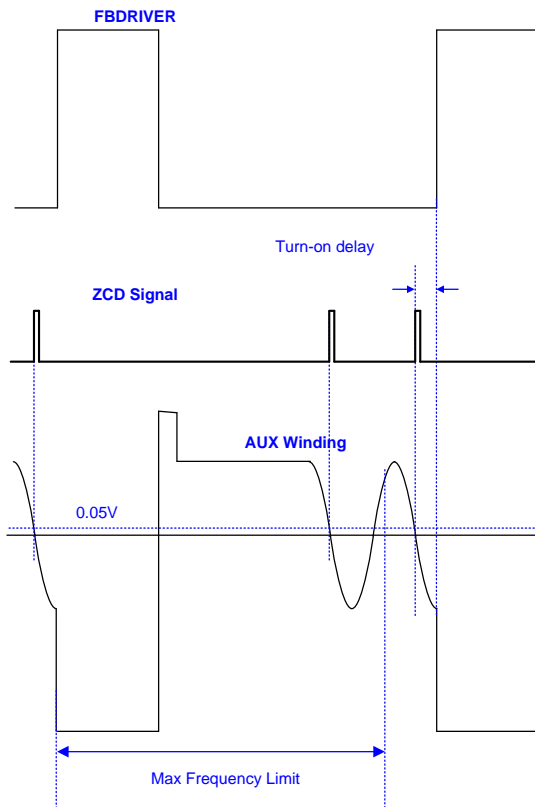 FBDRIVER
Turn-on delay
ZCD Signal
AUX Winding
0.05V
Max Frequency Limit